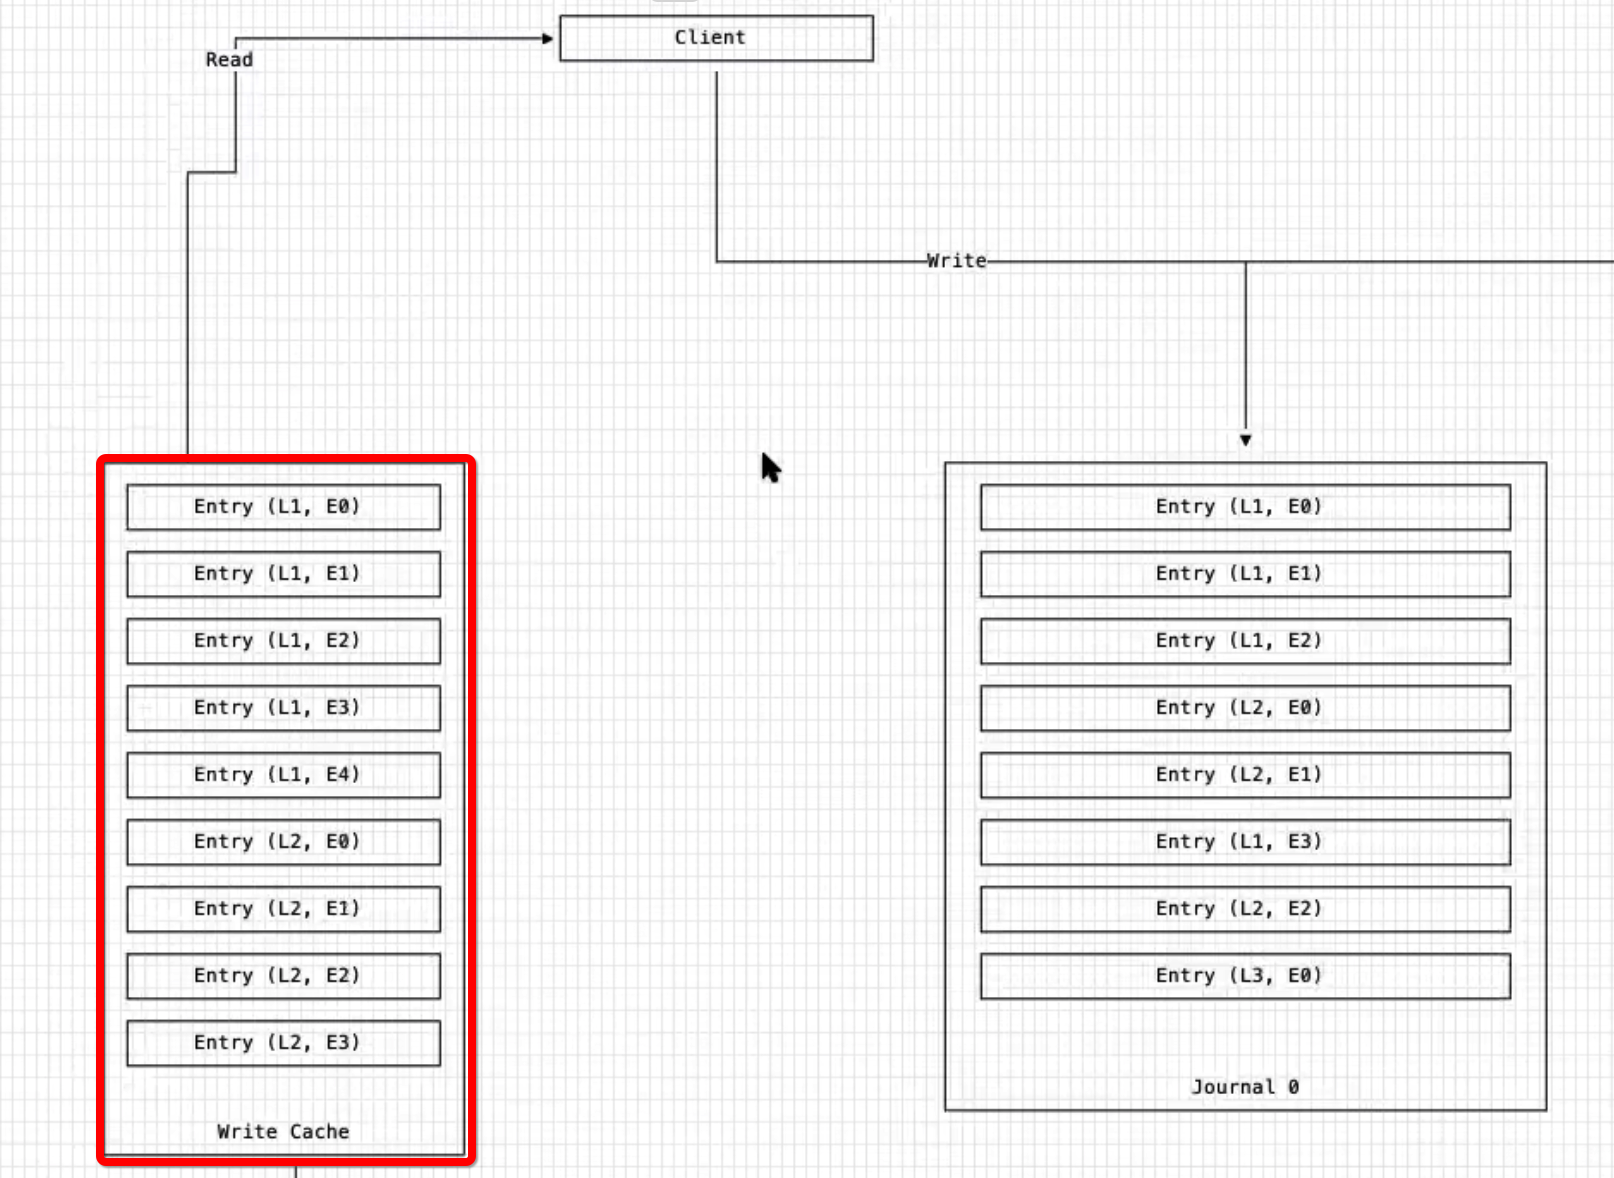 Client
Read
Write
Entry (L1, E0)
Entry (L1, E1)
Entry (L1, E2)
Entry (L1, E3)
Entry (L1, E4)
Entry (L2, E0)
Entry (L2, E1)
Entry (L2, E2)
Entry (L2, E3)
Write Cache
Entry (L1, E0)
Entry (L1, E1)
Entry (L1, E2)
Entry (L2, E0)
Entry (L2, E1)
Entry (L1, E3)
Entry (L2, E2)
Entry (L3, E0)
Journal 0